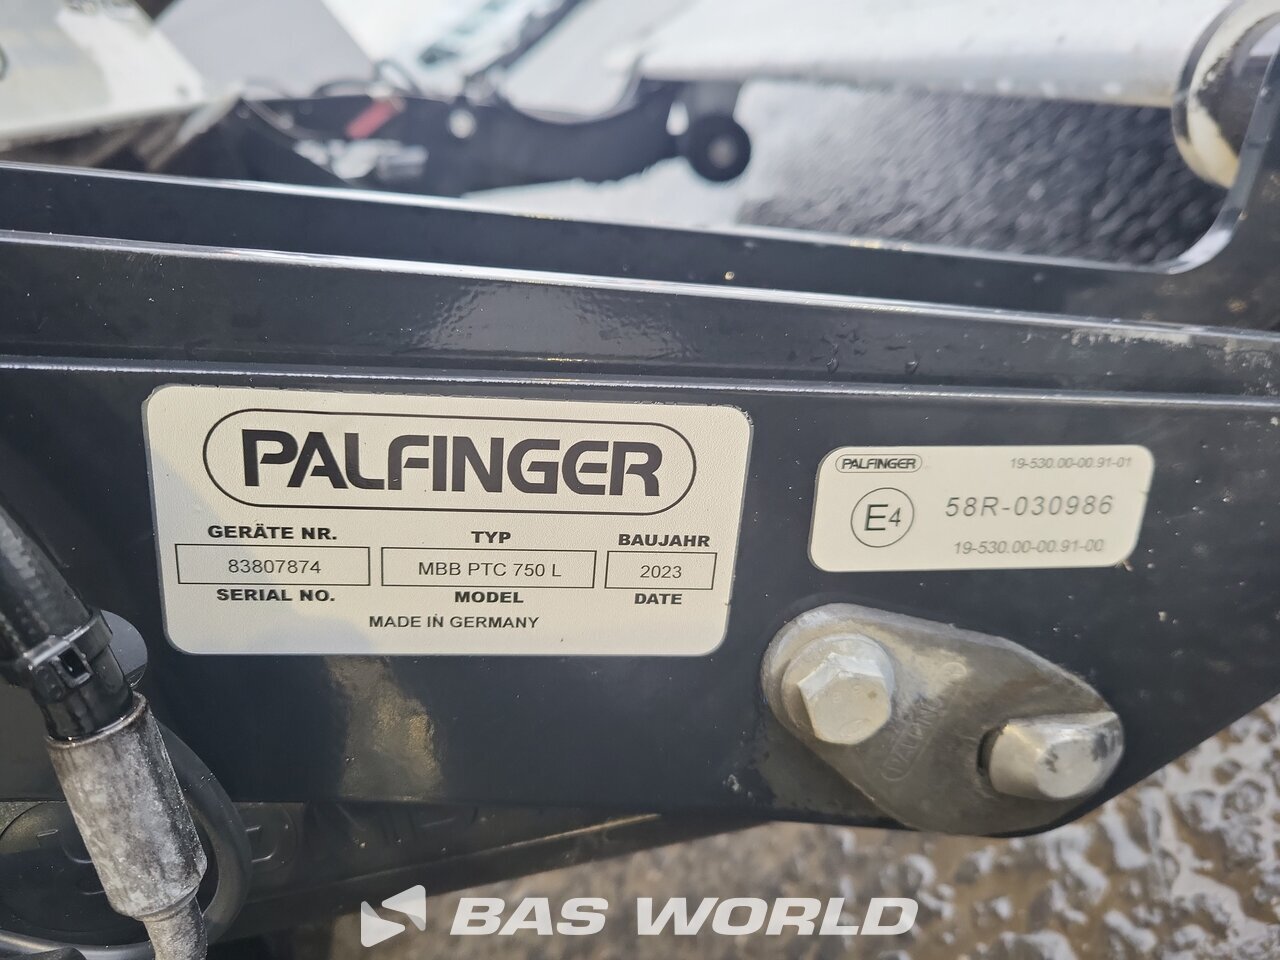 PALFINGER
GERÄTE NR. TYP BAUJAHR
83807874 MBB PTC 750 L 2023
SERIAL NO. MODEL DATE
MADE IN GERMANY
PALFINGER 19-530.00-00.91-01
E4 58R-030986
19-530.00-00.91-00
BAS WORLD